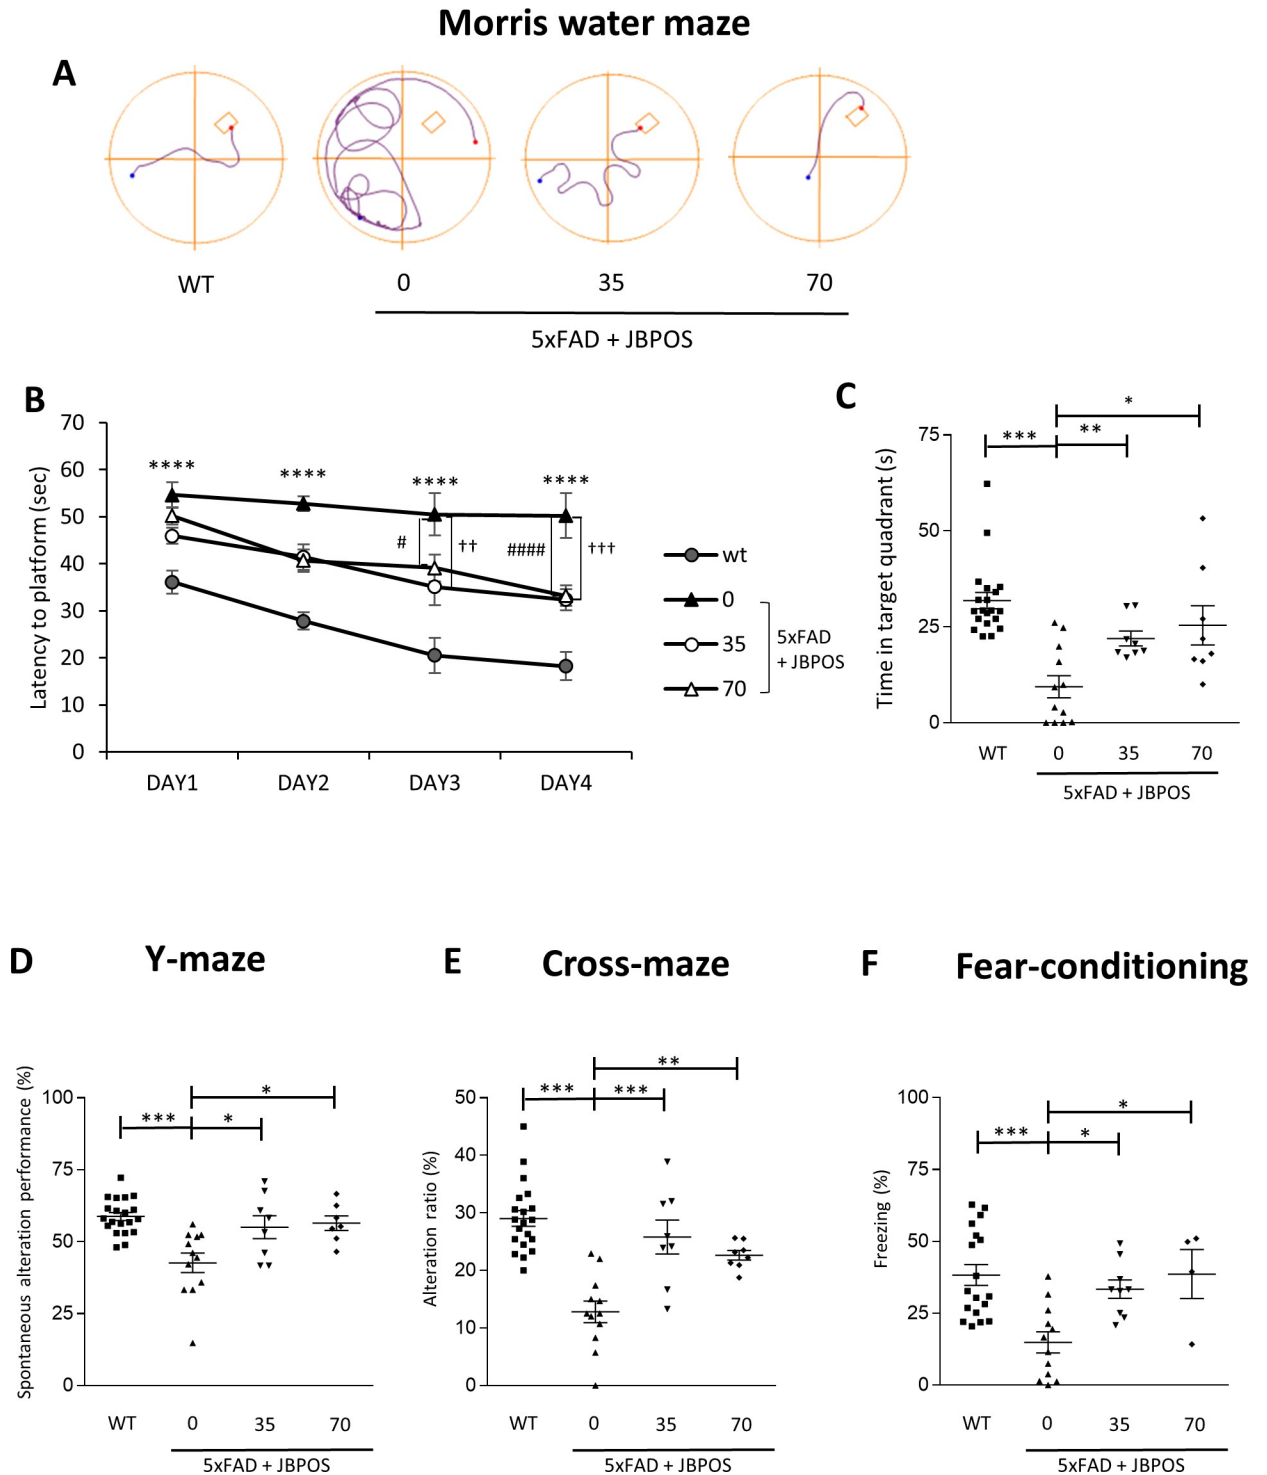 Morris water maze
A
WT
0
35
70
5xFAD + JBPOS
B
Latency to platform (sec)
70
60
50
40
30
20
10
0
****
****
****
****
#
††
####
†††
DAY1
DAY2
DAY3
DAY4
wt
0
35
70
5xFAD
+ JBPOS
C
Time in target quadrant (s)
75
50
25
0
*
***
**
WT
0
35
70
5xFAD + JBPOS
D
Y-maze
Spontaneous alteration performance (%)
100
75
50
25
0
*
***
*
WT
0
35
70
5xFAD + JBPOS
E
Cross-maze
Alteration ratio (%)
50
40
30
20
10
0
**
***
***
WT
0
35
70
5xFAD + JBPOS
F
Fear-conditioning
Freezing (%)
100
75
50
25
0
*
***
*
WT
0
35
70
5xFAD + JBPOS